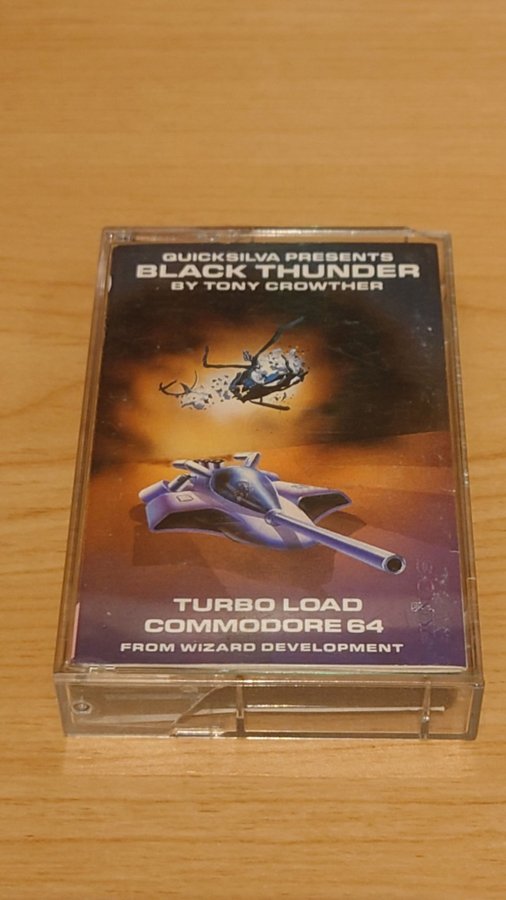 QUICKSILVA PRESENTS
BLACK THUNDER
BY TONY CROWTHER
TURBO LOAD
COMMODORE 64
FROM WIZARD DEVELOPMENT